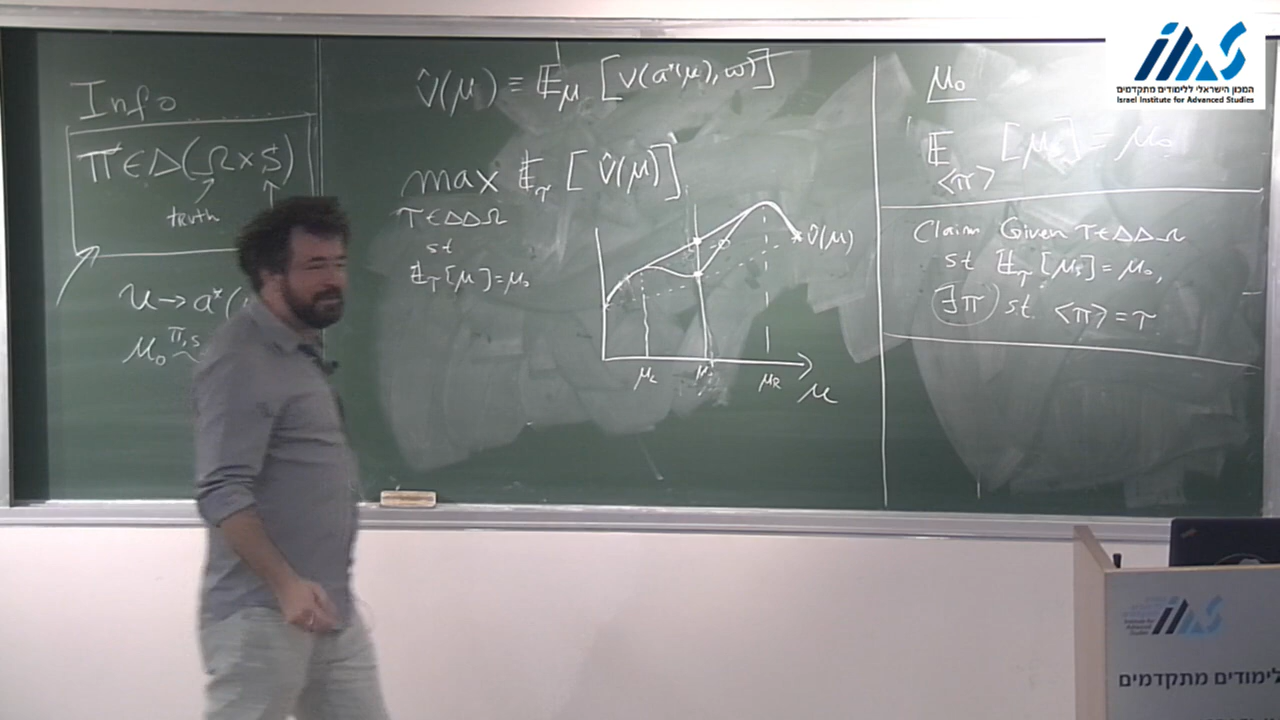 Info
π ∈ Δ(Ω × S)
truth
u → a*(
μ₀ π,s
v̂(μ) ≡ 𝔼_μ [v(a*(μ), ω)]
max 𝔼_τ [v̂(μ)]
τ ∈ ΔΔΩ
st
𝔼_τ[μ] = μ₀
v̂(μ)
μ_L
μ_R
μ
μ₀
𝔼_<π> [μ_s] = μ₀
Claim Given τ ∈ ΔΔΩ
st 𝔼_τ[μ_s] = μ₀,
∃π st. <π> = τ
המכון הישראלי ללימודים מתקדמים
Israel Institute for Advanced Studies
לימודים מתקדמים